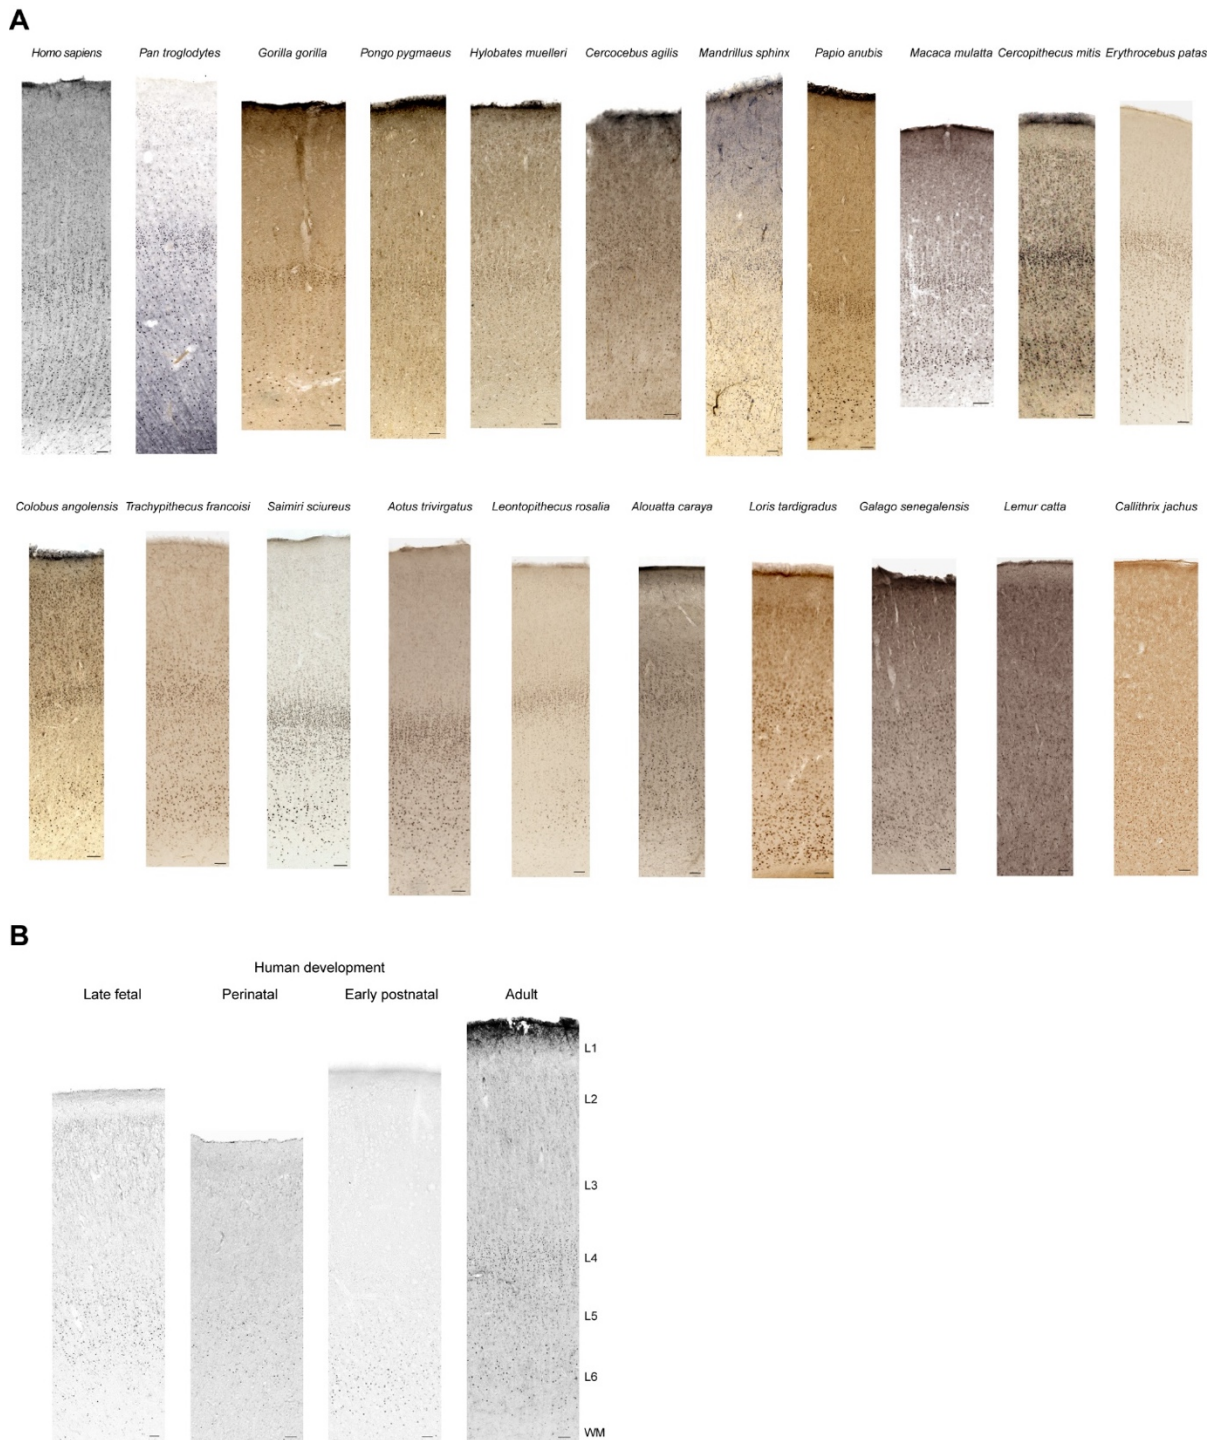 A
Homo sapiens Pan troglodytes Gorilla gorilla Pongo pygmaeus Hylobates muelleri Cercocebus agilis Mandrillus sphinx Papio anubis Macaca mulatta Cercopithecus mitis Erythrocebus patas
Colobus angolensis Trachypithecus francoisi Saimiri sciureus Aotus trivirgatus Leontopithecus rosalia Alouatta caraya Loris tardigradus Galago senegalensis Lemur catta Callithrix jachus
B
Human development
Late fetal Perinatal Early postnatal Adult
L1
L2
L3
L4
L5
L6
WM